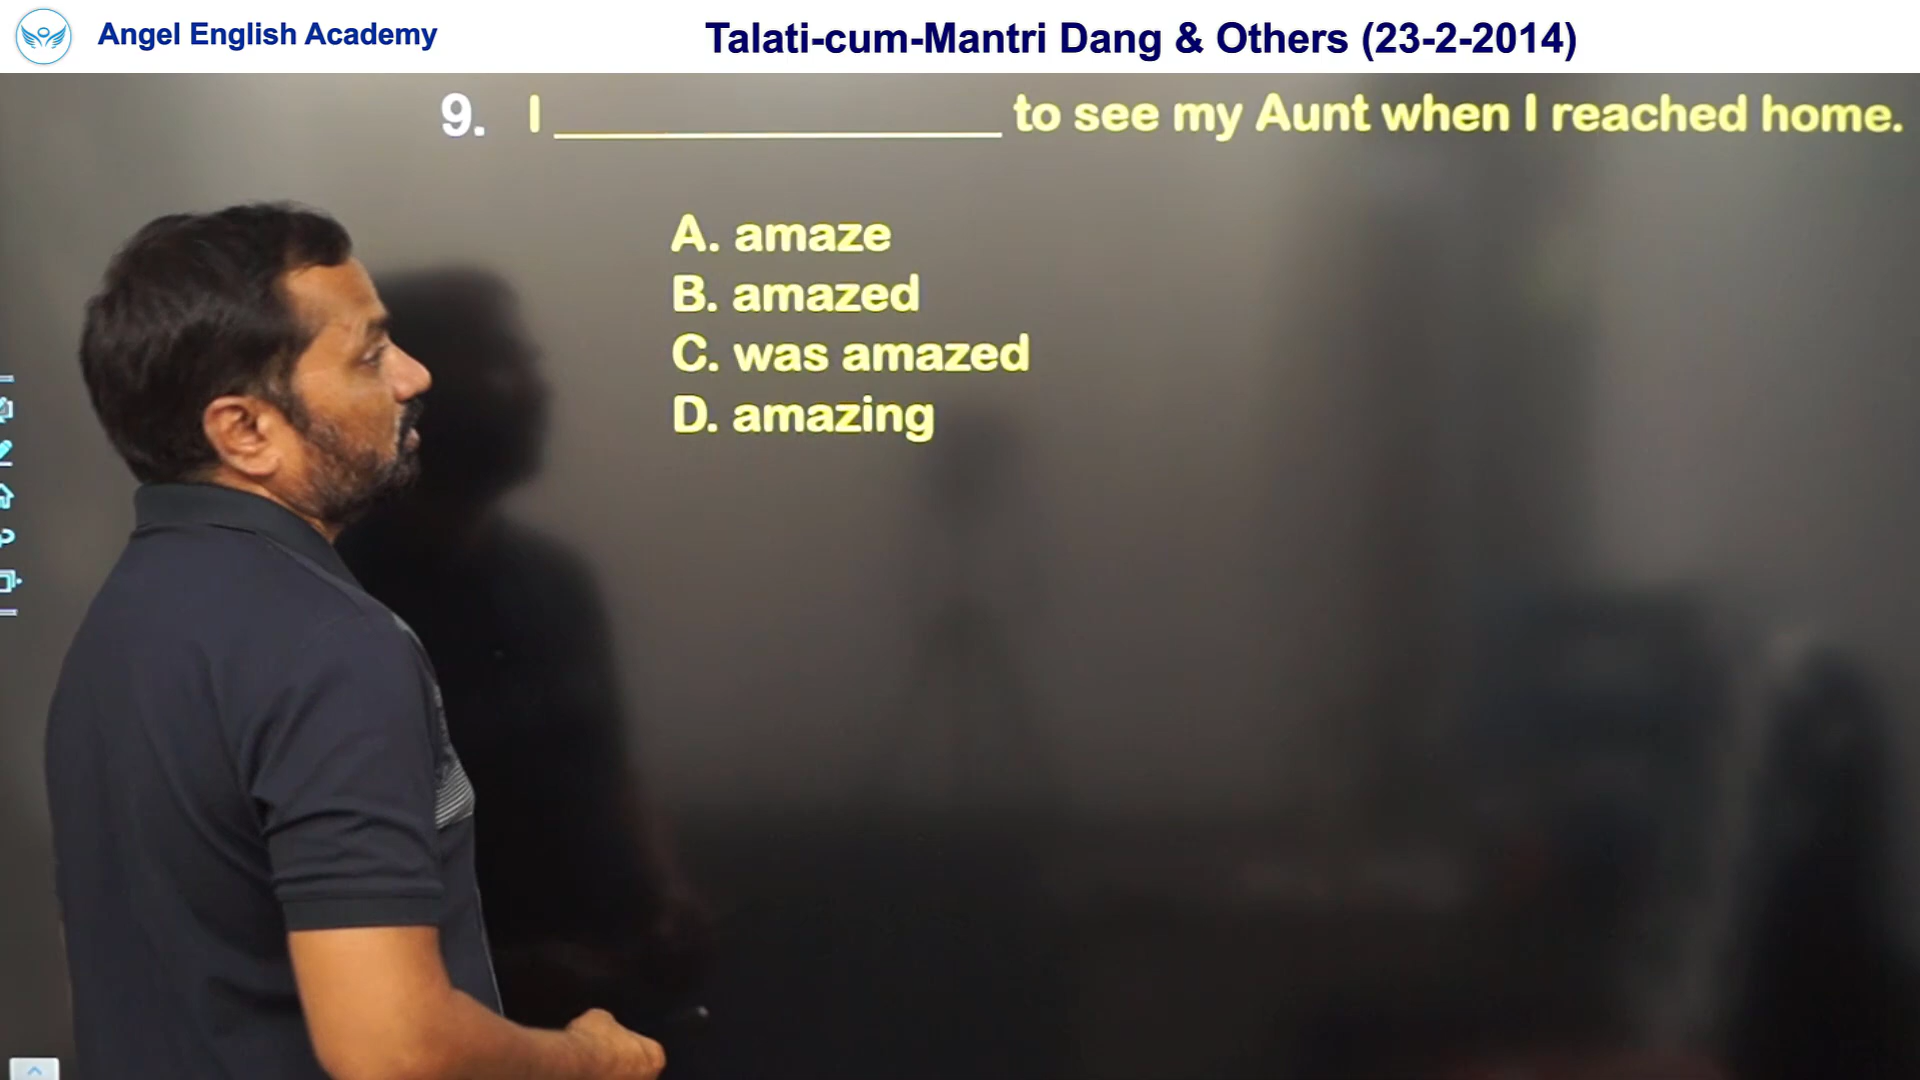 Angel English Academy
Talati-cum-Mantri Dang & Others (23-2-2014)
9. I ________________ to see my Aunt when I reached home.
A. amaze
B. amazed
C. was amazed
D. amazing